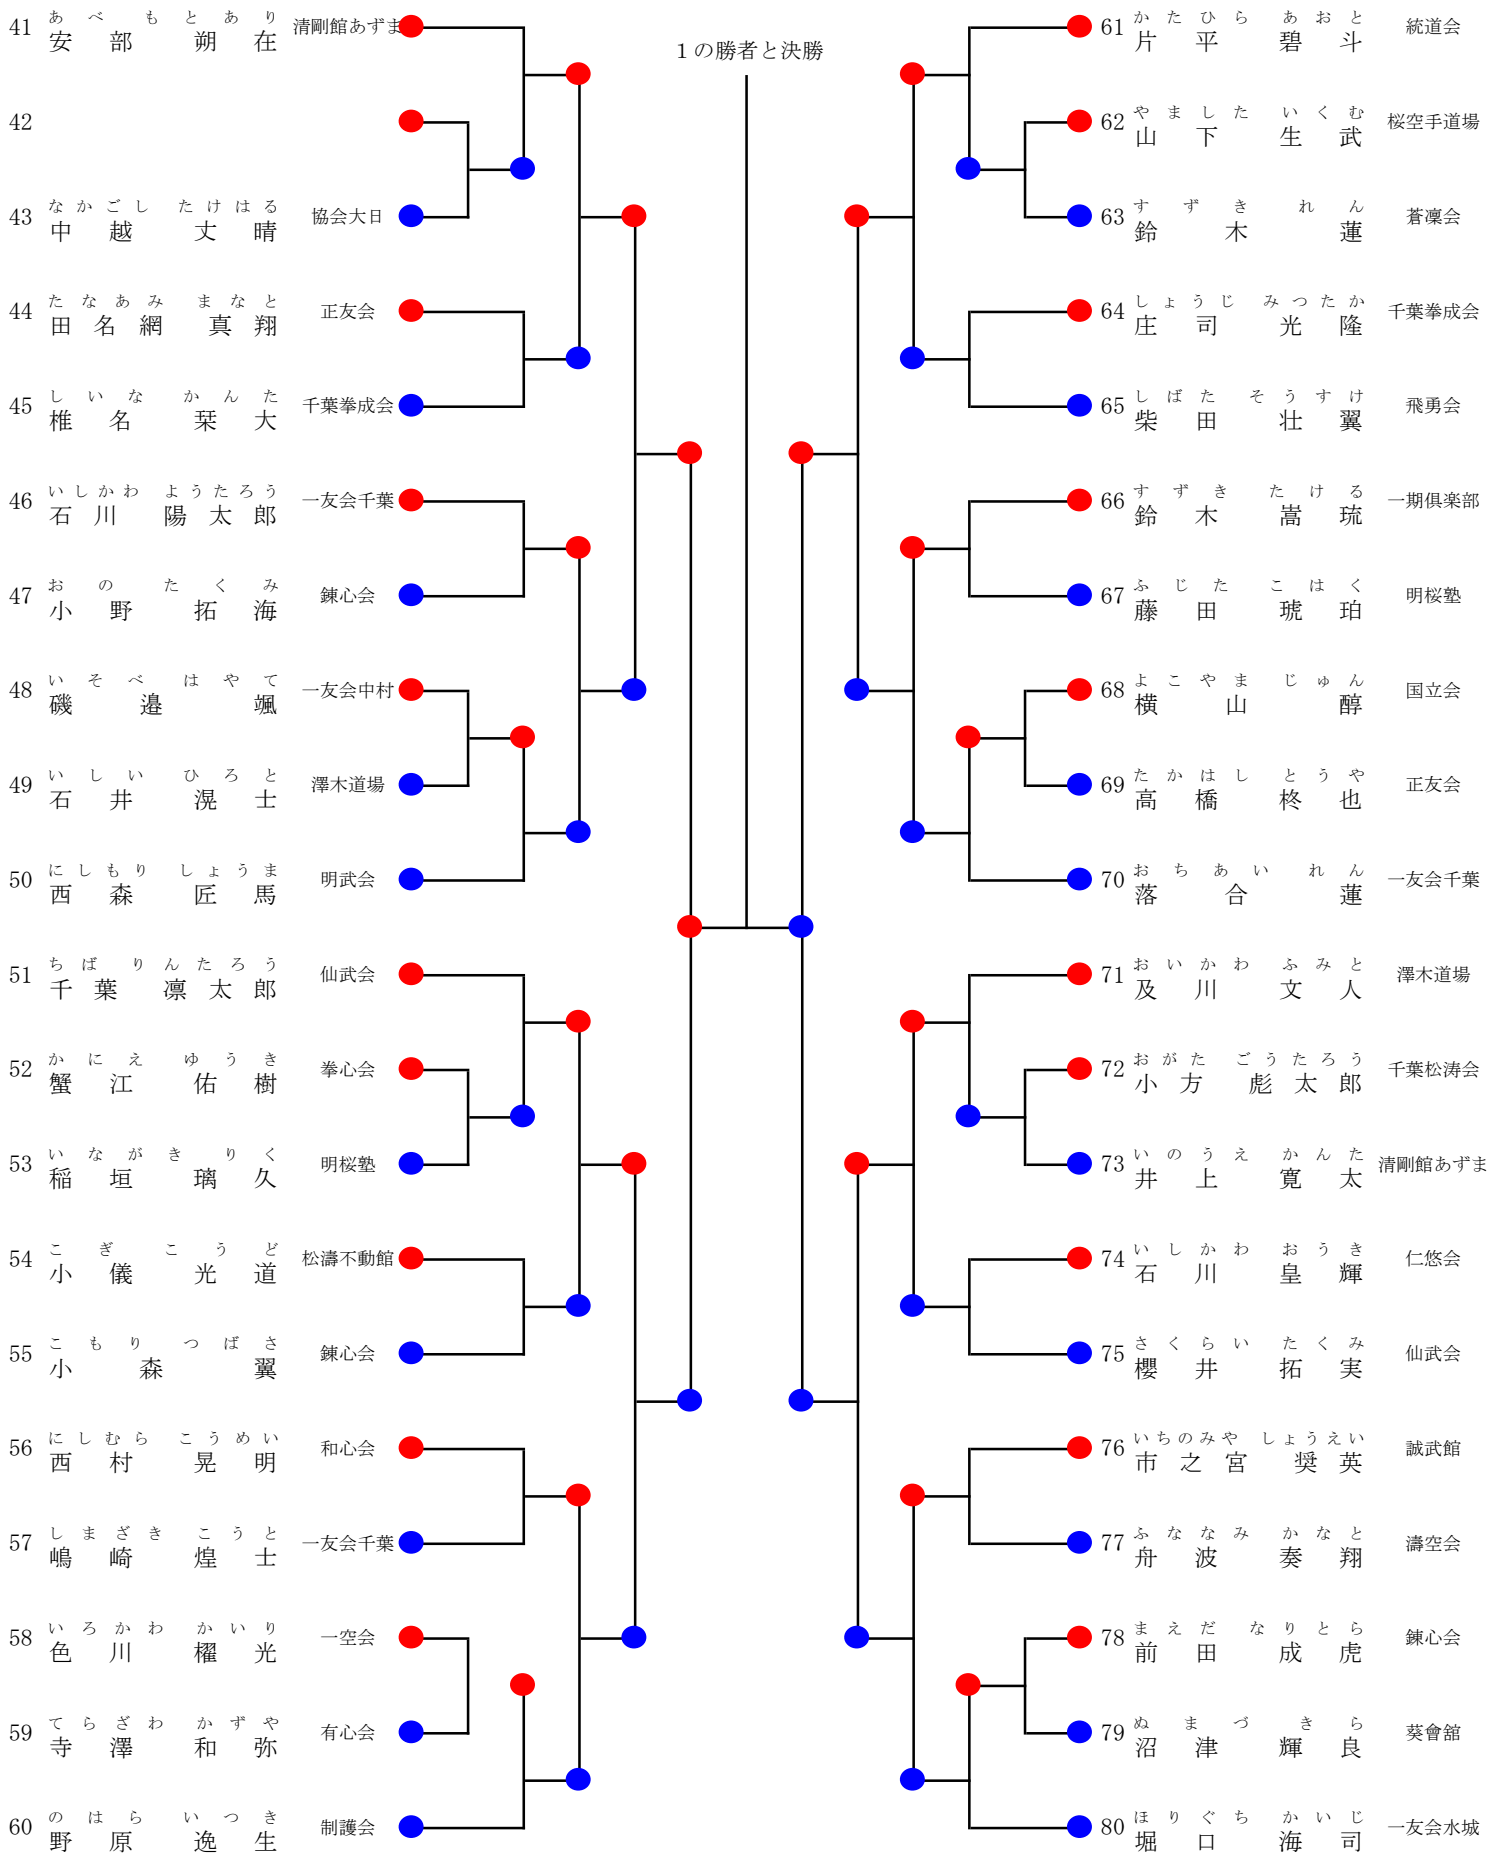 1の勝者と決勝
あべ もとあり
41 安部 朔在 清剛館あずま
42
なかごし たけはる
43 中越 丈晴 協会大日
たなあみ まなと
44 田名網 真翔 正友会
しいな かんた
45 椎名 栞大 千葉拳成会
いしかわ ようたろう
46 石川 陽太郎 一友会千葉
おの たくみ
47 小野 拓海 錬心会
いそべ はやて
48 磯邉 颯 一友会中村
いしい ひろと
49 石井 滉士 澤木道場
にしもり しょうま
50 西森 匠馬 明武会
ちば りんたろう
51 千葉 凛太郎 仙武会
かにえ ゆうき
52 蟹江 佑樹 拳心会
いながき りく
53 稲垣 璃久 明桜塾
こぎ こうど
54 小儀 光道 松濤不動館
こもり つばさ
55 小森 翼 錬心会
にしむら こうめい
56 西村 晃明 和心会
しまざき こうと
57 嶋崎 煌士 一友会千葉
いろかわ かいり
58 色川 櫂光 一空会
てらざわ かずや
59 寺澤 和弥 有心会
のはら いつき
60 野原 逸生 制護会
かたひら あおと
61 片平 碧斗 統道会
やました いくむ
62 山下 生武 桜空手道場
すずき れん
63 鈴木 蓮 蒼凜会
しょうじ みつたか
64 庄司 光隆 千葉拳成会
しばた そうすけ
65 柴田 壮翼 飛勇会
すずき たける
66 鈴木 嵩琉 一期倶楽部
ふじた こはく
67 藤田 琥珀 明桜塾
よこやま じゅん
68 横山 醇 国立会
たかはし とうや
69 高橋 柊也 正友会
おちあい れん
70 落合 蓮 一友会千葉
おいかわ ふみと
71 及川 文人 澤木道場
おがた ごうたろう
72 小方 彪太郎 千葉松涛会
いのうえ かんた
73 井上 寛太 清剛館あずま
いしかわ おうき
74 石川 皇輝 仁悠会
さくらい たくみ
75 櫻井 拓実 仙武会
いちのみや しょうえい
76 市之宮 奨英 誠武館
ふななみ かなと
77 舟波 奏翔 濤空会
まえだ なりとら
78 前田 成虎 錬心会
ぬまづ きら
79 沼津 輝良 葵會舘
ほりぐち かいじ
80 堀口 海司 一友会水城